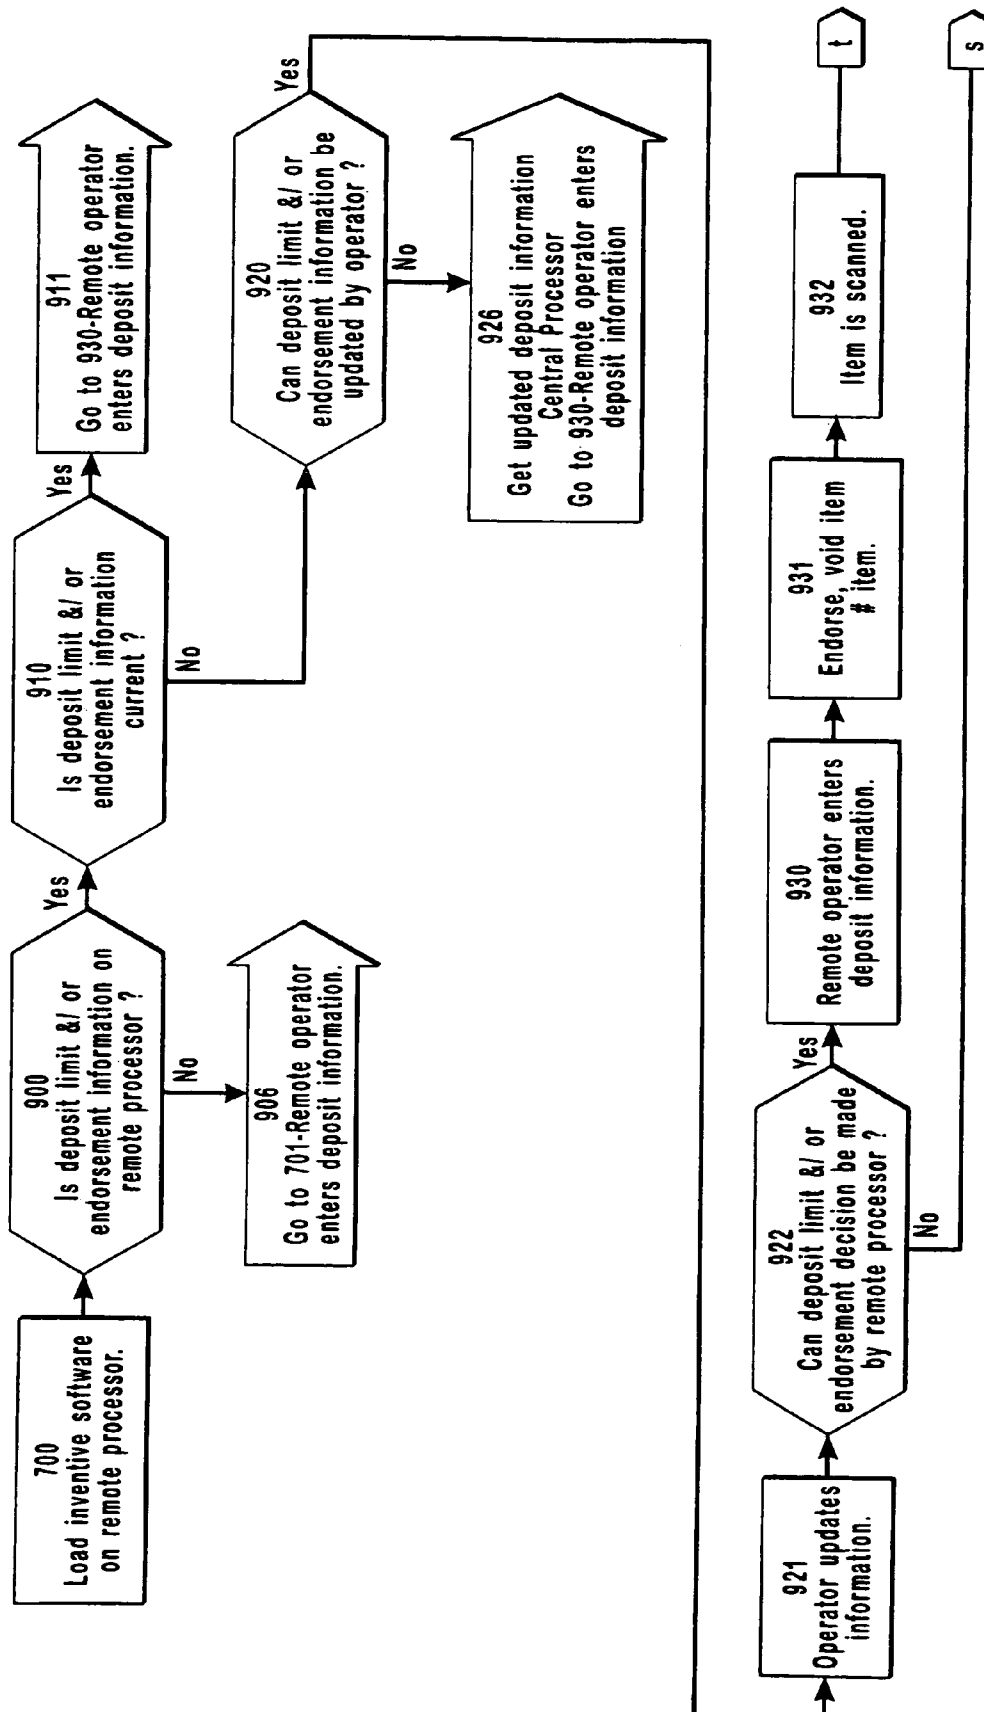 700
Load inventive software
on remote processor.
900
Is deposit limit &/ or
endorsement information on
remote processor ?
Yes
No
906
Go to 701-Remote operator
enters deposit information.
910
Is deposit limit &/ or
endorsement information
current ?
Yes
No
911
Go to 930-Remote operator
enters deposit information.
920
Can deposit limit &/ or
endorsement information be
updated by operator ?
Yes
No
926
Get updated deposit information
Central Processor
Go to 930-Remote operator enters
deposit information
921
Operator updates
information.
922
Can deposit limit &/ or
endorsement decision be made
by remote processor ?
Yes
No
930
Remote operator enters
deposit information.
931
Endorse, void item
# item.
932
Item is scanned.
t
s